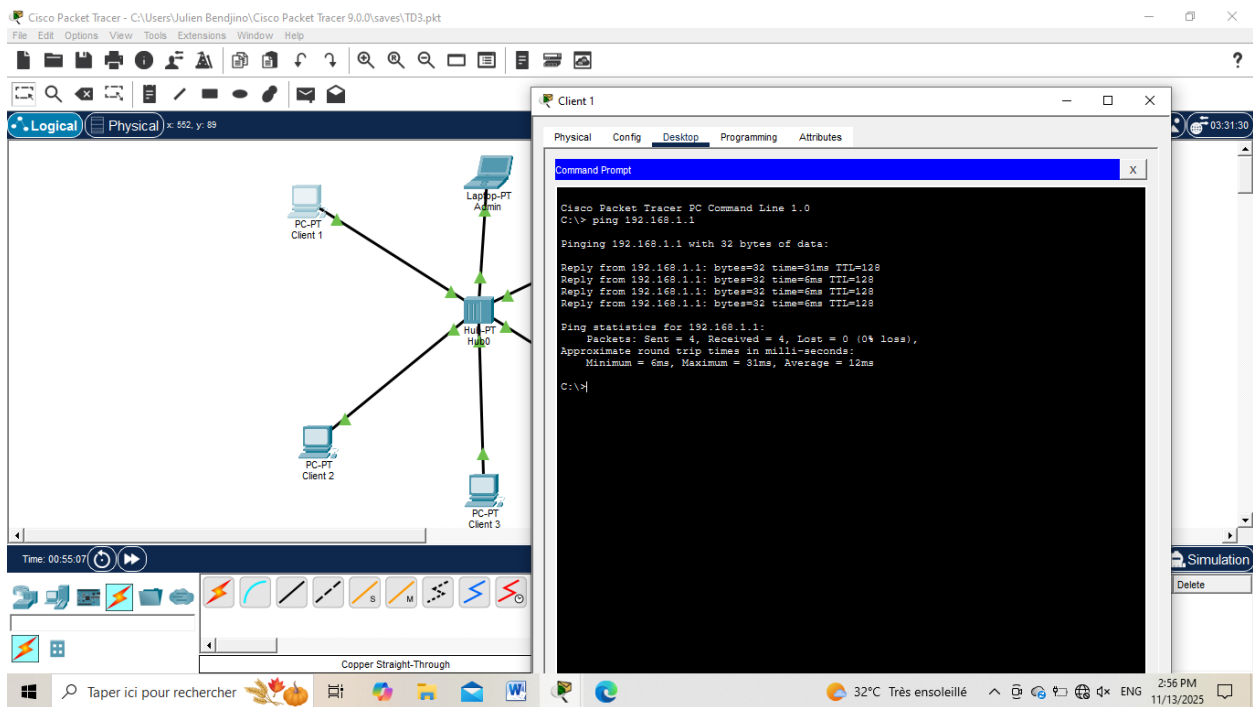 Cisco Packet Tracer - C:\Users\Julien Bendjino\Cisco Packet Tracer 9.0.0\saves\TD3.pkt
File Edit Options View Tools Extensions Window Help
?
Logical Physical x: 552, y: 89
03:31:30
Client 1
Physical Config Desktop Programming Attributes
Command Prompt
X
Cisco Packet Tracer PC Command Line 1.0
C:\> ping 192.168.1.1
Pinging 192.168.1.1 with 32 bytes of data:
Reply from 192.168.1.1: bytes=32 time=31ms TTL=128
Reply from 192.168.1.1: bytes=32 time=6ms TTL=128
Reply from 192.168.1.1: bytes=32 time=6ms TTL=128
Reply from 192.168.1.1: bytes=32 time=6ms TTL=128
Ping statistics for 192.168.1.1:
Packets: Sent = 4, Received = 4, Lost = 0 (0% loss),
Approximate round trip times in milli-seconds:
Minimum = 6ms, Maximum = 31ms, Average = 12ms
C:\>
Laptop-PT
Admin
PC-PT
Client 1
Hub-PT
Hub0
PC-PT
Client 2
PC-PT
Client 3
Time: 00:55:07
Simulation
S
M
Delete
Copper Straight-Through
Taper ici pour rechercher
W
32°C Très ensoleillé
ENG
2:56 PM
11/13/2025